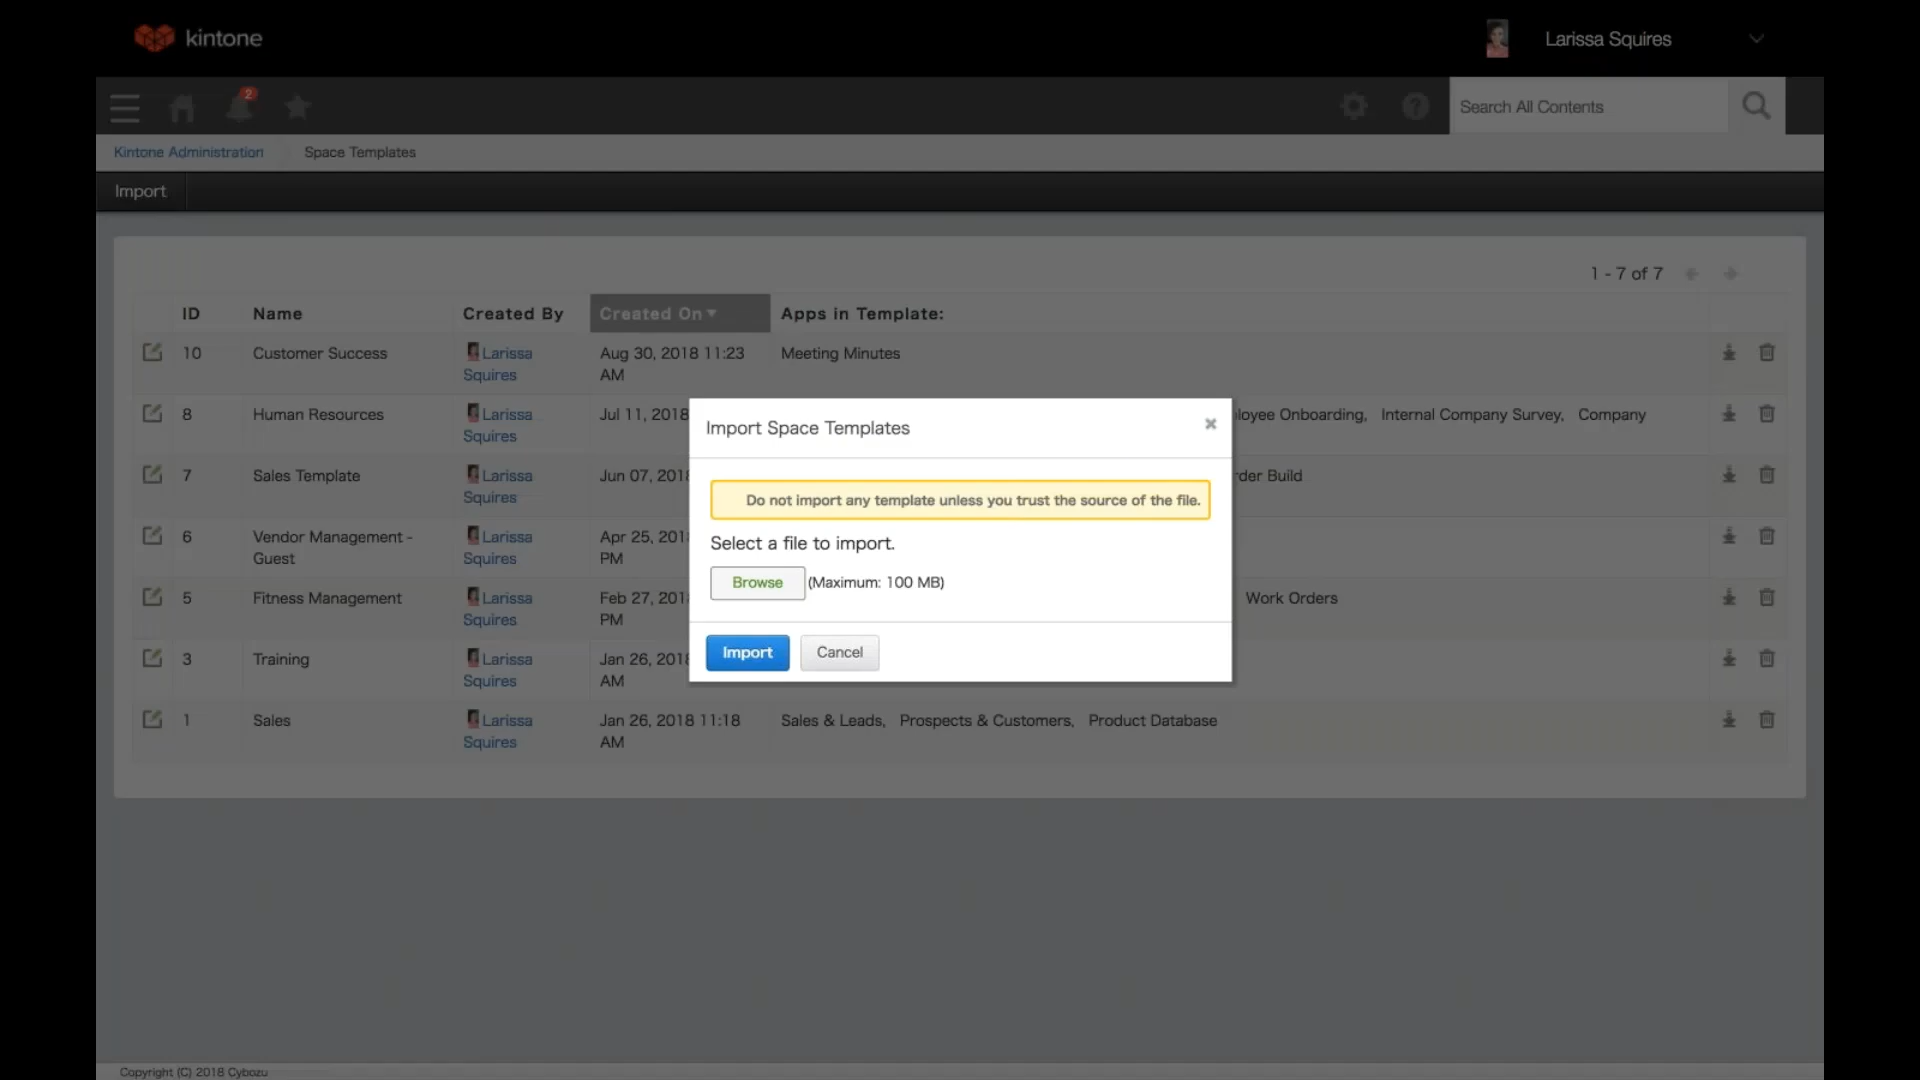 kintone
Larissa Squires
2
Search All Contents
Kintone Administration
Space Templates
Import
1 - 7 of 7
ID Name Created By Created On Apps in Template:
10 Customer Success Larissa Squires Aug 30, 2018 11:23 AM Meeting Minutes
8 Human Resources Larissa Squires Jul 11, 2018 loyee Onboarding, Internal Company Survey, Company
7 Sales Template Larissa Squires Jun 07, 201 der Build
6 Vendor Management - Guest Larissa Squires Apr 25, 201 PM
5 Fitness Management Larissa Squires Feb 27, 201 PM Work Orders
3 Training Larissa Squires Jan 26, 201 AM
1 Sales Larissa Squires Jan 26, 2018 11:18 AM Sales & Leads, Prospects & Customers, Product Database
Import Space Templates
Do not import any template unless you trust the source of the file.
Select a file to import.
Browse (Maximum: 100 MB)
Import Cancel
Copyright (C) 2018 Cybozu